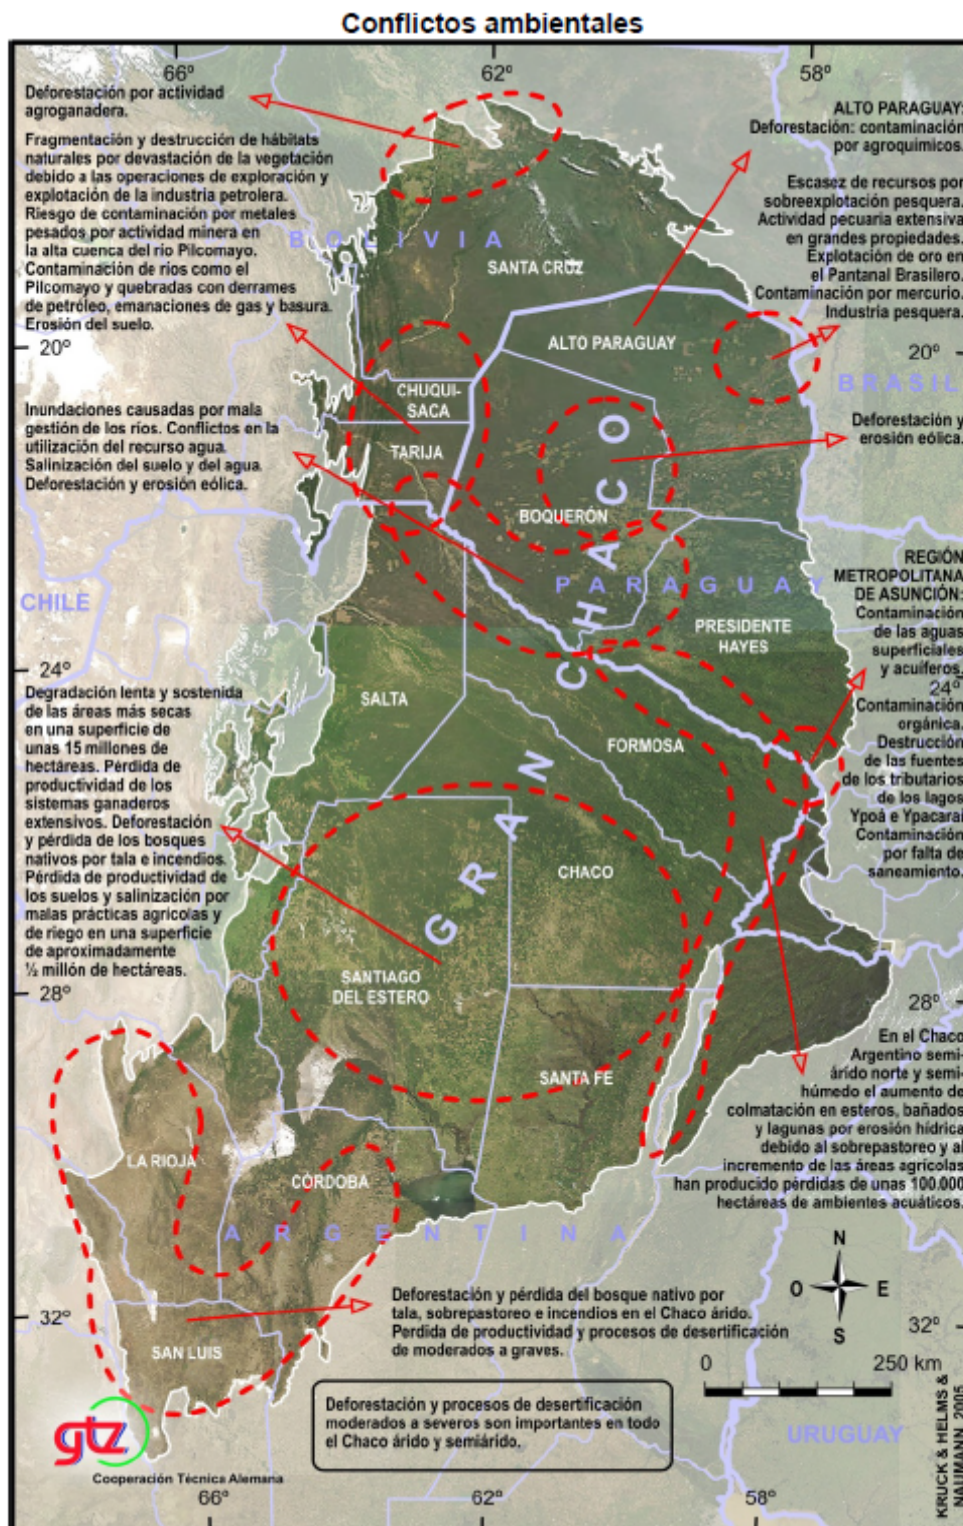 Conflictos ambientales
66º
62º
58º
Deforestación por actividad
agroganadera.
Fragmentación y destrucción de hábitats
naturales por devastación de la vegetación
debido a las operaciones de exploración y
explotación de la industria petrolera.
Riesgo de contaminación por metales
pesados por actividad minera en
la alta cuenca del río Pilcomayo.
Contaminación de ríos como el
Pilcomayo y quebradas con derrames
de petróleo, emanaciones de gas y basura.
Erosión del suelo.
ALTO PARAGUAY:
Deforestación: contaminación
por agroquímicos.
Escasez de recursos por
sobreexplotación pesquera.
Actividad pecuaria extensiva
en grandes propiedades.
Explotación de oro en
el Pantanal Brasilero.
Contaminación por mercurio.
Industria pesquera.
BOLIVIA
SANTA CRUZ
ALTO PARAGUAY
20º
20º
BRASIL
CHUQUI-
SACA
TARIJA
Inundaciones causadas por mala
gestión de los ríos. Conflictos en la
utilización del recurso agua.
Salinización del suelo y del agua.
Deforestación y erosión eólica.
Deforestación y
erosión eólica.
BOQUERÓN
GRAN CHACO
PARAGUAY
CHILE
PRESIDENTE
HAYES
REGIÓN
METROPOLITANA
DE ASUNCIÓN:
Contaminación
de las aguas
superficiales
y acuíferos.
Contaminación
orgánica.
Destrucción
de las fuentes
de los tributarios
de los lagos
Ypoá e Ypacaraí
Contaminación
por falta de
saneamiento.
24º
24º
SALTA
FORMOSA
Degradación lenta y sostenida
de las áreas más secas
en una superficie de
unas 15 millones de
hectáreas. Pérdida de
productividad de los
sistemas ganaderos
extensivos. Deforestación
y pérdida de los bosques
nativos por tala e incendios.
Pérdida de productividad de
los suelos y salinización por
malas prácticas agrícolas y
de riego en una superficie
de aproximadamente
½ millón de hectáreas.
CHACO
SANTIAGO
DEL ESTERO
28º
28º
SANTA FE
En el Chaco
Argentino semi-
árido norte y semi-
húmedo el aumento de
colmatación en esteros, bañados
y lagunas por erosión hídrica
debido al sobrepastoreo y al
incremento de las áreas agrícolas
han producido pérdidas de unas 100.000
hectáreas de ambientes acuáticos.
LA RIOJA
CÓRDOBA
ARGENTINA
N
O
E
S
Deforestación y pérdida del bosque nativo por
tala, sobrepastoreo e incendios en el Chaco árido.
Perdida de productividad y procesos de desertificación
de moderados a graves.
32º
32º
SAN LUIS
0
250 km
Deforestación y procesos de desertificación
moderados a severos son importantes en todo
el Chaco árido y semiárido.
URUGUAY
KRUCK & HELMS &
NAUMANN, 2005
gtz
Cooperación Técnica Alemana
66º
62º
58º